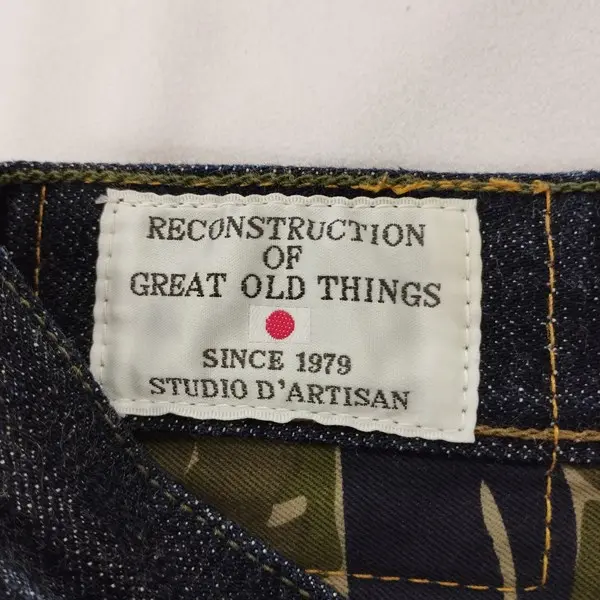 RECONSTRUCTION
OF
GREAT OLD THINGS
SINCE 1979
STUDIO D'ARTISAN